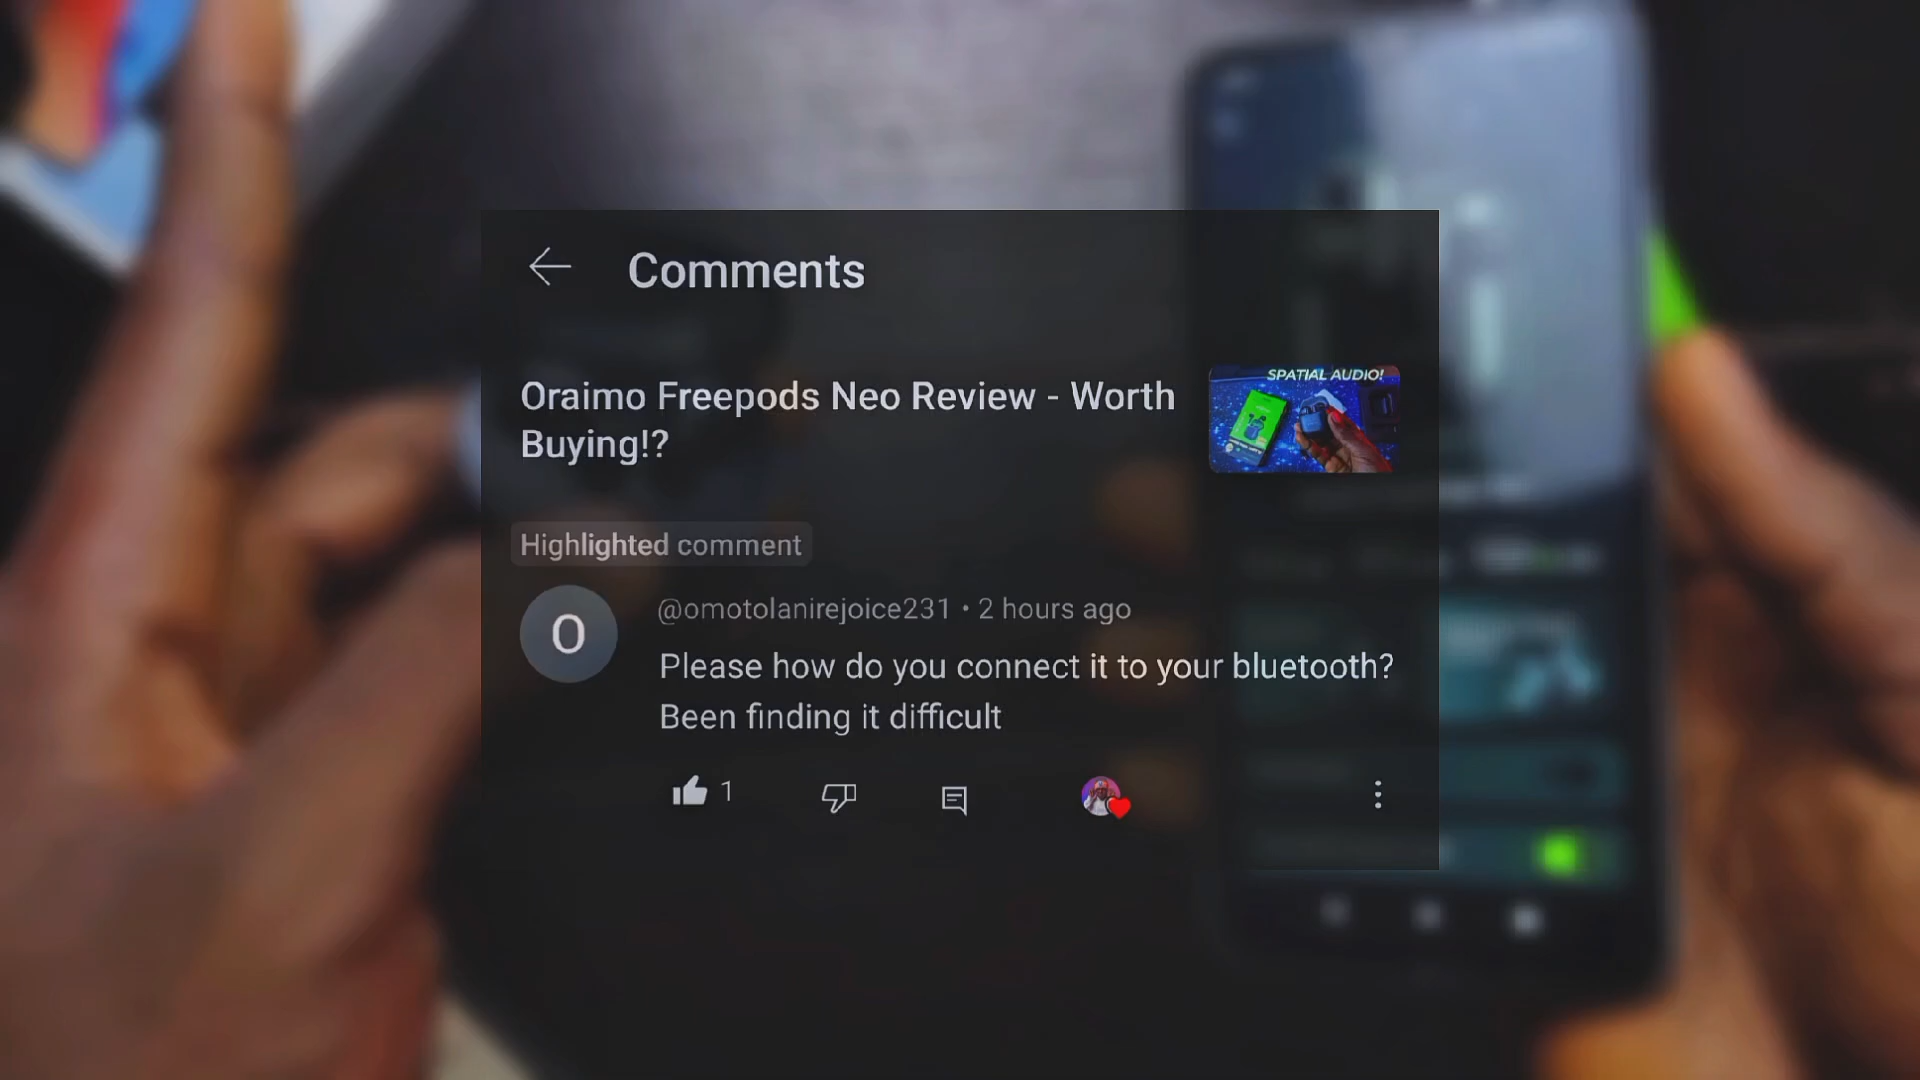 Comments
Oraimo Freepods Neo Review - Worth
Buying!?
SPATIAL AUDIO!
Highlighted comment
O
@omotolanirejoice231 • 2 hours ago
Please how do you connect it to your bluetooth?
Been finding it difficult
1